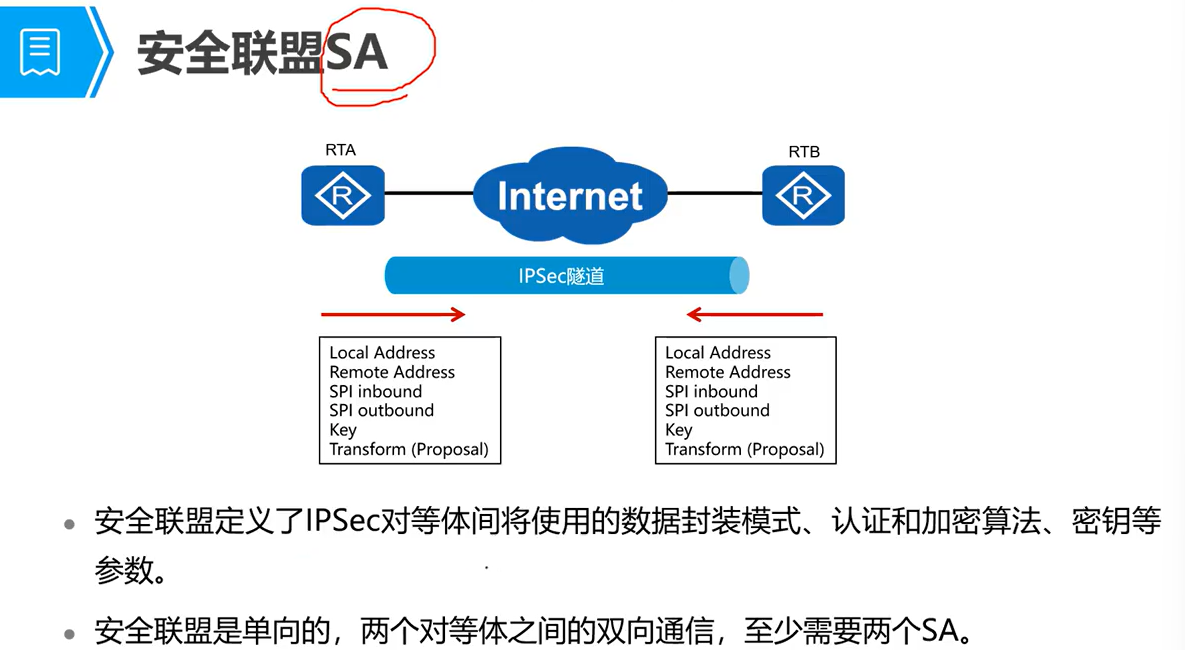 安全联盟SA
RTA
RTB
R
Internet
R
IPSec隧道
Local Address
Remote Address
SPI inbound
SPI outbound
Key
Transform (Proposal)
Local Address
Remote Address
SPI inbound
SPI outbound
Key
Transform (Proposal)
安全联盟定义了IPSec对等体间将使用的数据封装模式、认证和加密算法、密钥等
参数。
安全联盟是单向的，两个对等体之间的双向通信，至少需要两个SA。